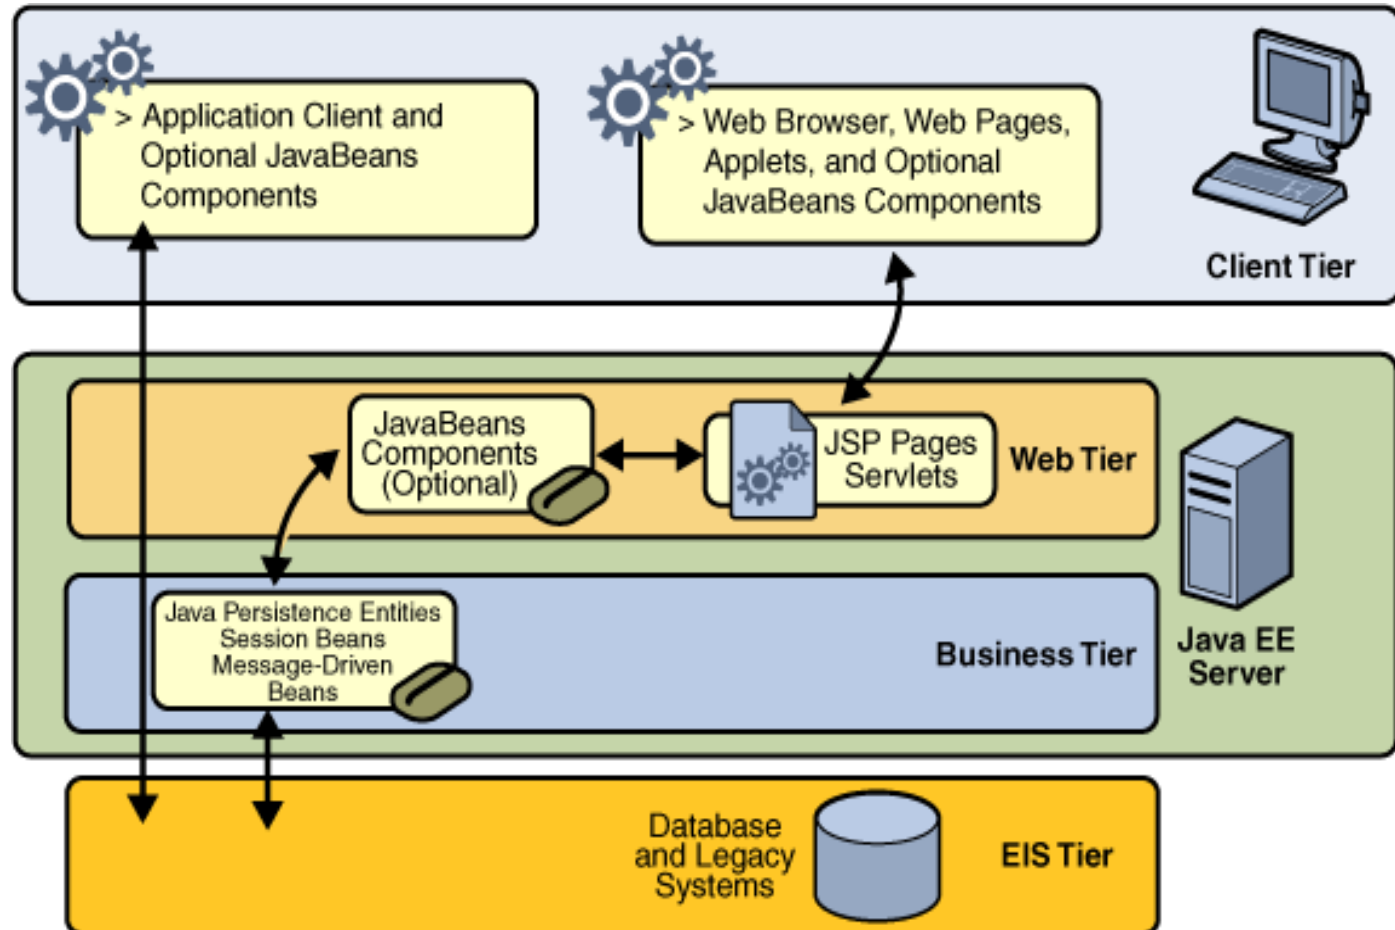 > Application Client and
Optional JavaBeans
Components
> Web Browser, Web Pages,
Applets, and Optional
JavaBeans Components
Client Tier
JavaBeans
Components
(Optional)
JSP Pages
Servlets
Web Tier
Java Persistence Entities
Session Beans
Message-Driven
Beans
Business Tier
Java EE
Server
Database
and Legacy
Systems
EIS Tier